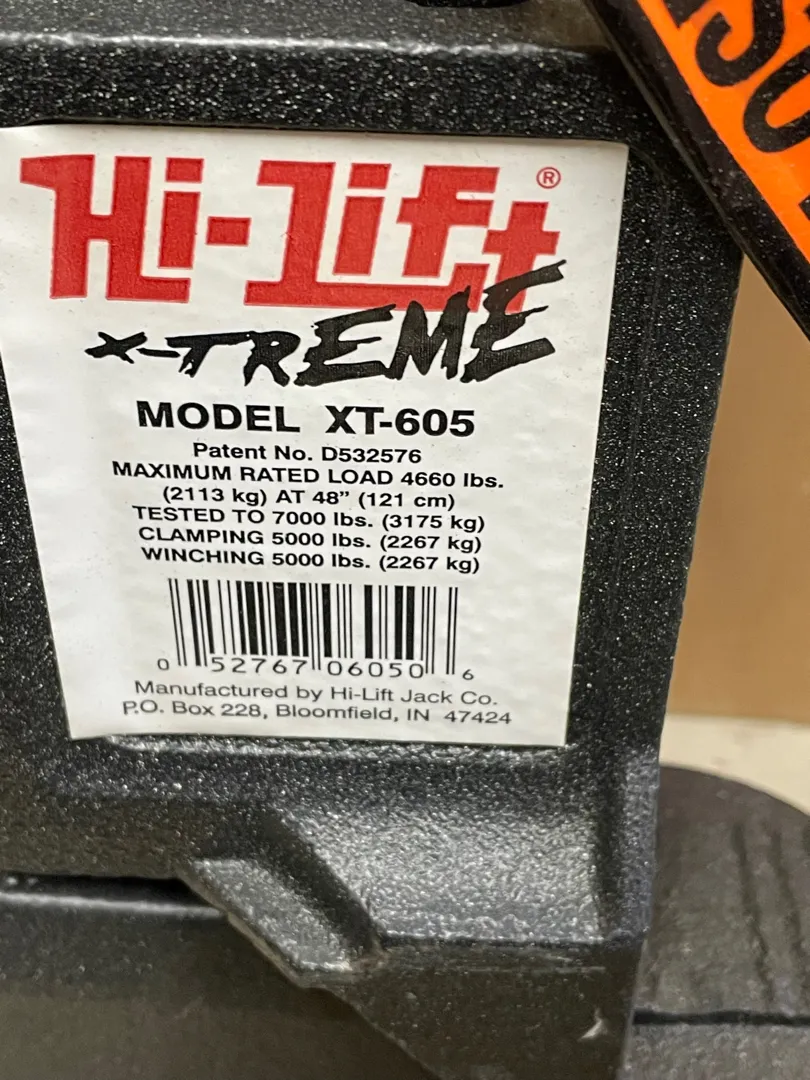 Hi-Lift®
X-TREME
MODEL XT-605
Patent No. D532576
MAXIMUM RATED LOAD 4660 lbs.
(2113 kg) AT 48” (121 cm)
TESTED TO 7000 lbs. (3175 kg)
CLAMPING 5000 lbs. (2267 kg)
WINCHING 5000 lbs. (2267 kg)
0 52767 06050 6
Manufactured by Hi-Lift Jack Co.
P.O. Box 228, Bloomfield, IN 47424